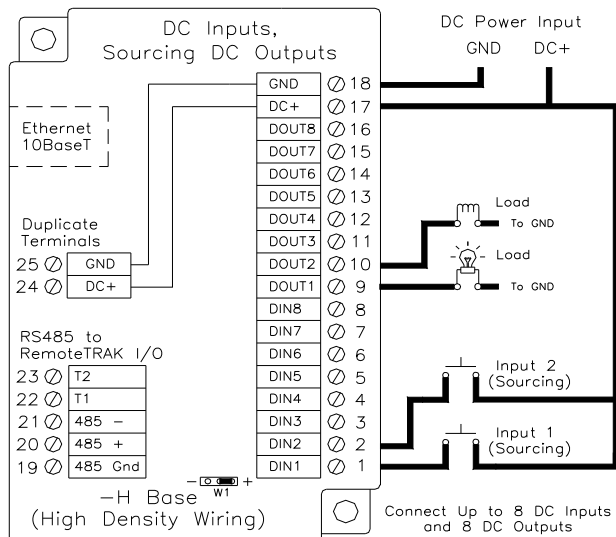 DC Inputs,
Sourcing DC Outputs
DC Power Input
GND DC+
GND 18
DC+ 17
DOUT8 16
DOUT7 15
DOUT6 14
DOUT5 13
DOUT4 12
DOUT3 11
DOUT2 10
DOUT1 9
DIN8 8
DIN7 7
DIN6 6
DIN5 5
DIN4 4
DIN3 3
DIN2 2
DIN1 1
Ethernet
10BaseT
Duplicate
Terminals
25 GND
24 DC+
RS485 to
RemoteTRAK I/O
23 T2
22 T1
21 485 -
20 485 +
19 485 Gnd
- W1 +
-H Base
(High Density Wiring)
Load
To GND
Load
To GND
Input 2
(Sourcing)
Input 1
(Sourcing)
Connect Up to 8 DC Inputs
and 8 DC Outputs